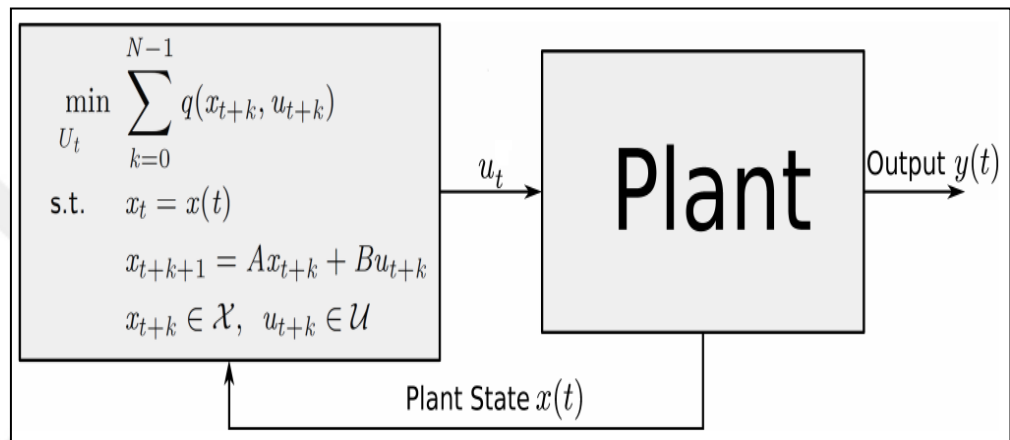 N−1
min ∑ q(x_{t+k}, u_{t+k})
U_t
k=0
s.t. x_t = x(t)
x_{t+k+1} = Ax_{t+k} + Bu_{t+k}
x_{t+k} ∈ 𝒳, u_{t+k} ∈ 𝒰
u_t
Plant
Output y(t)
Plant State x(t)